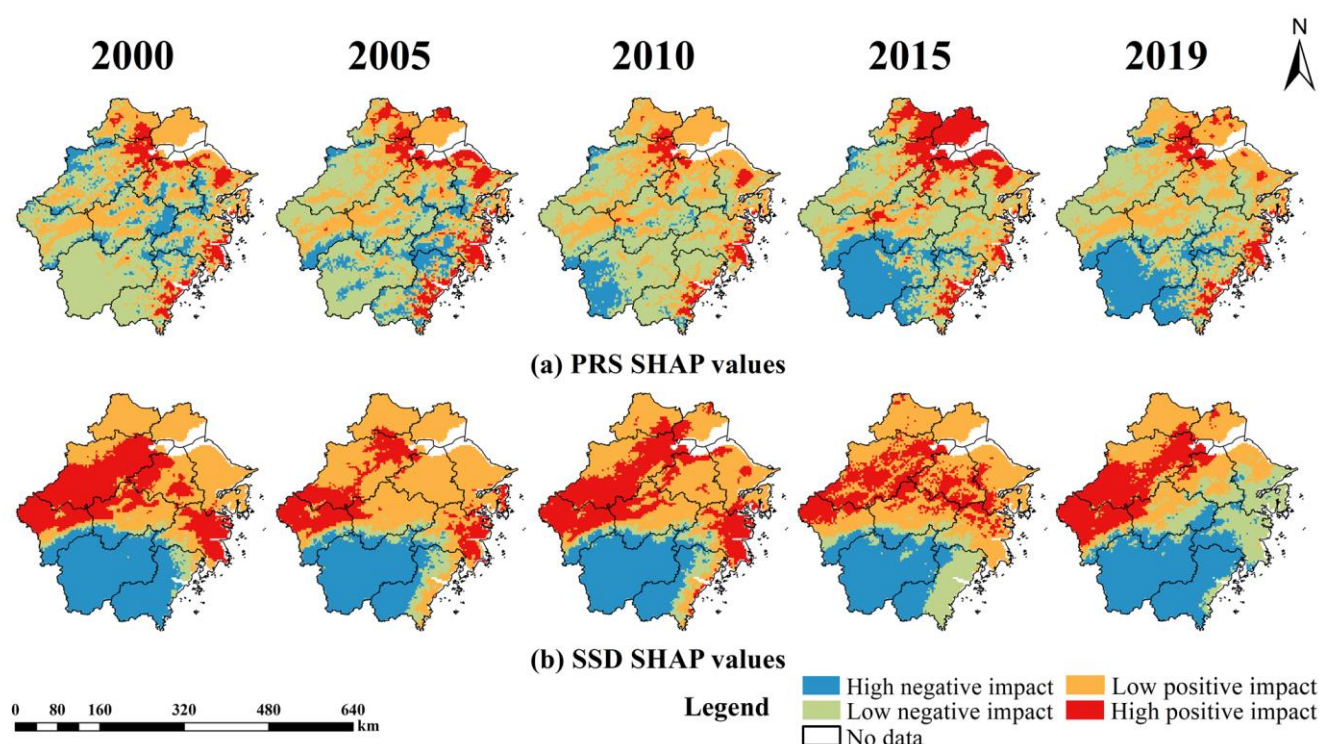 N
2000 2005 2010 2015 2019
(a) PRS SHAP values
(b) SSD SHAP values
Legend
High negative impact
Low positive impact
Low negative impact
High positive impact
No data
0 80 160 320 480 640
km